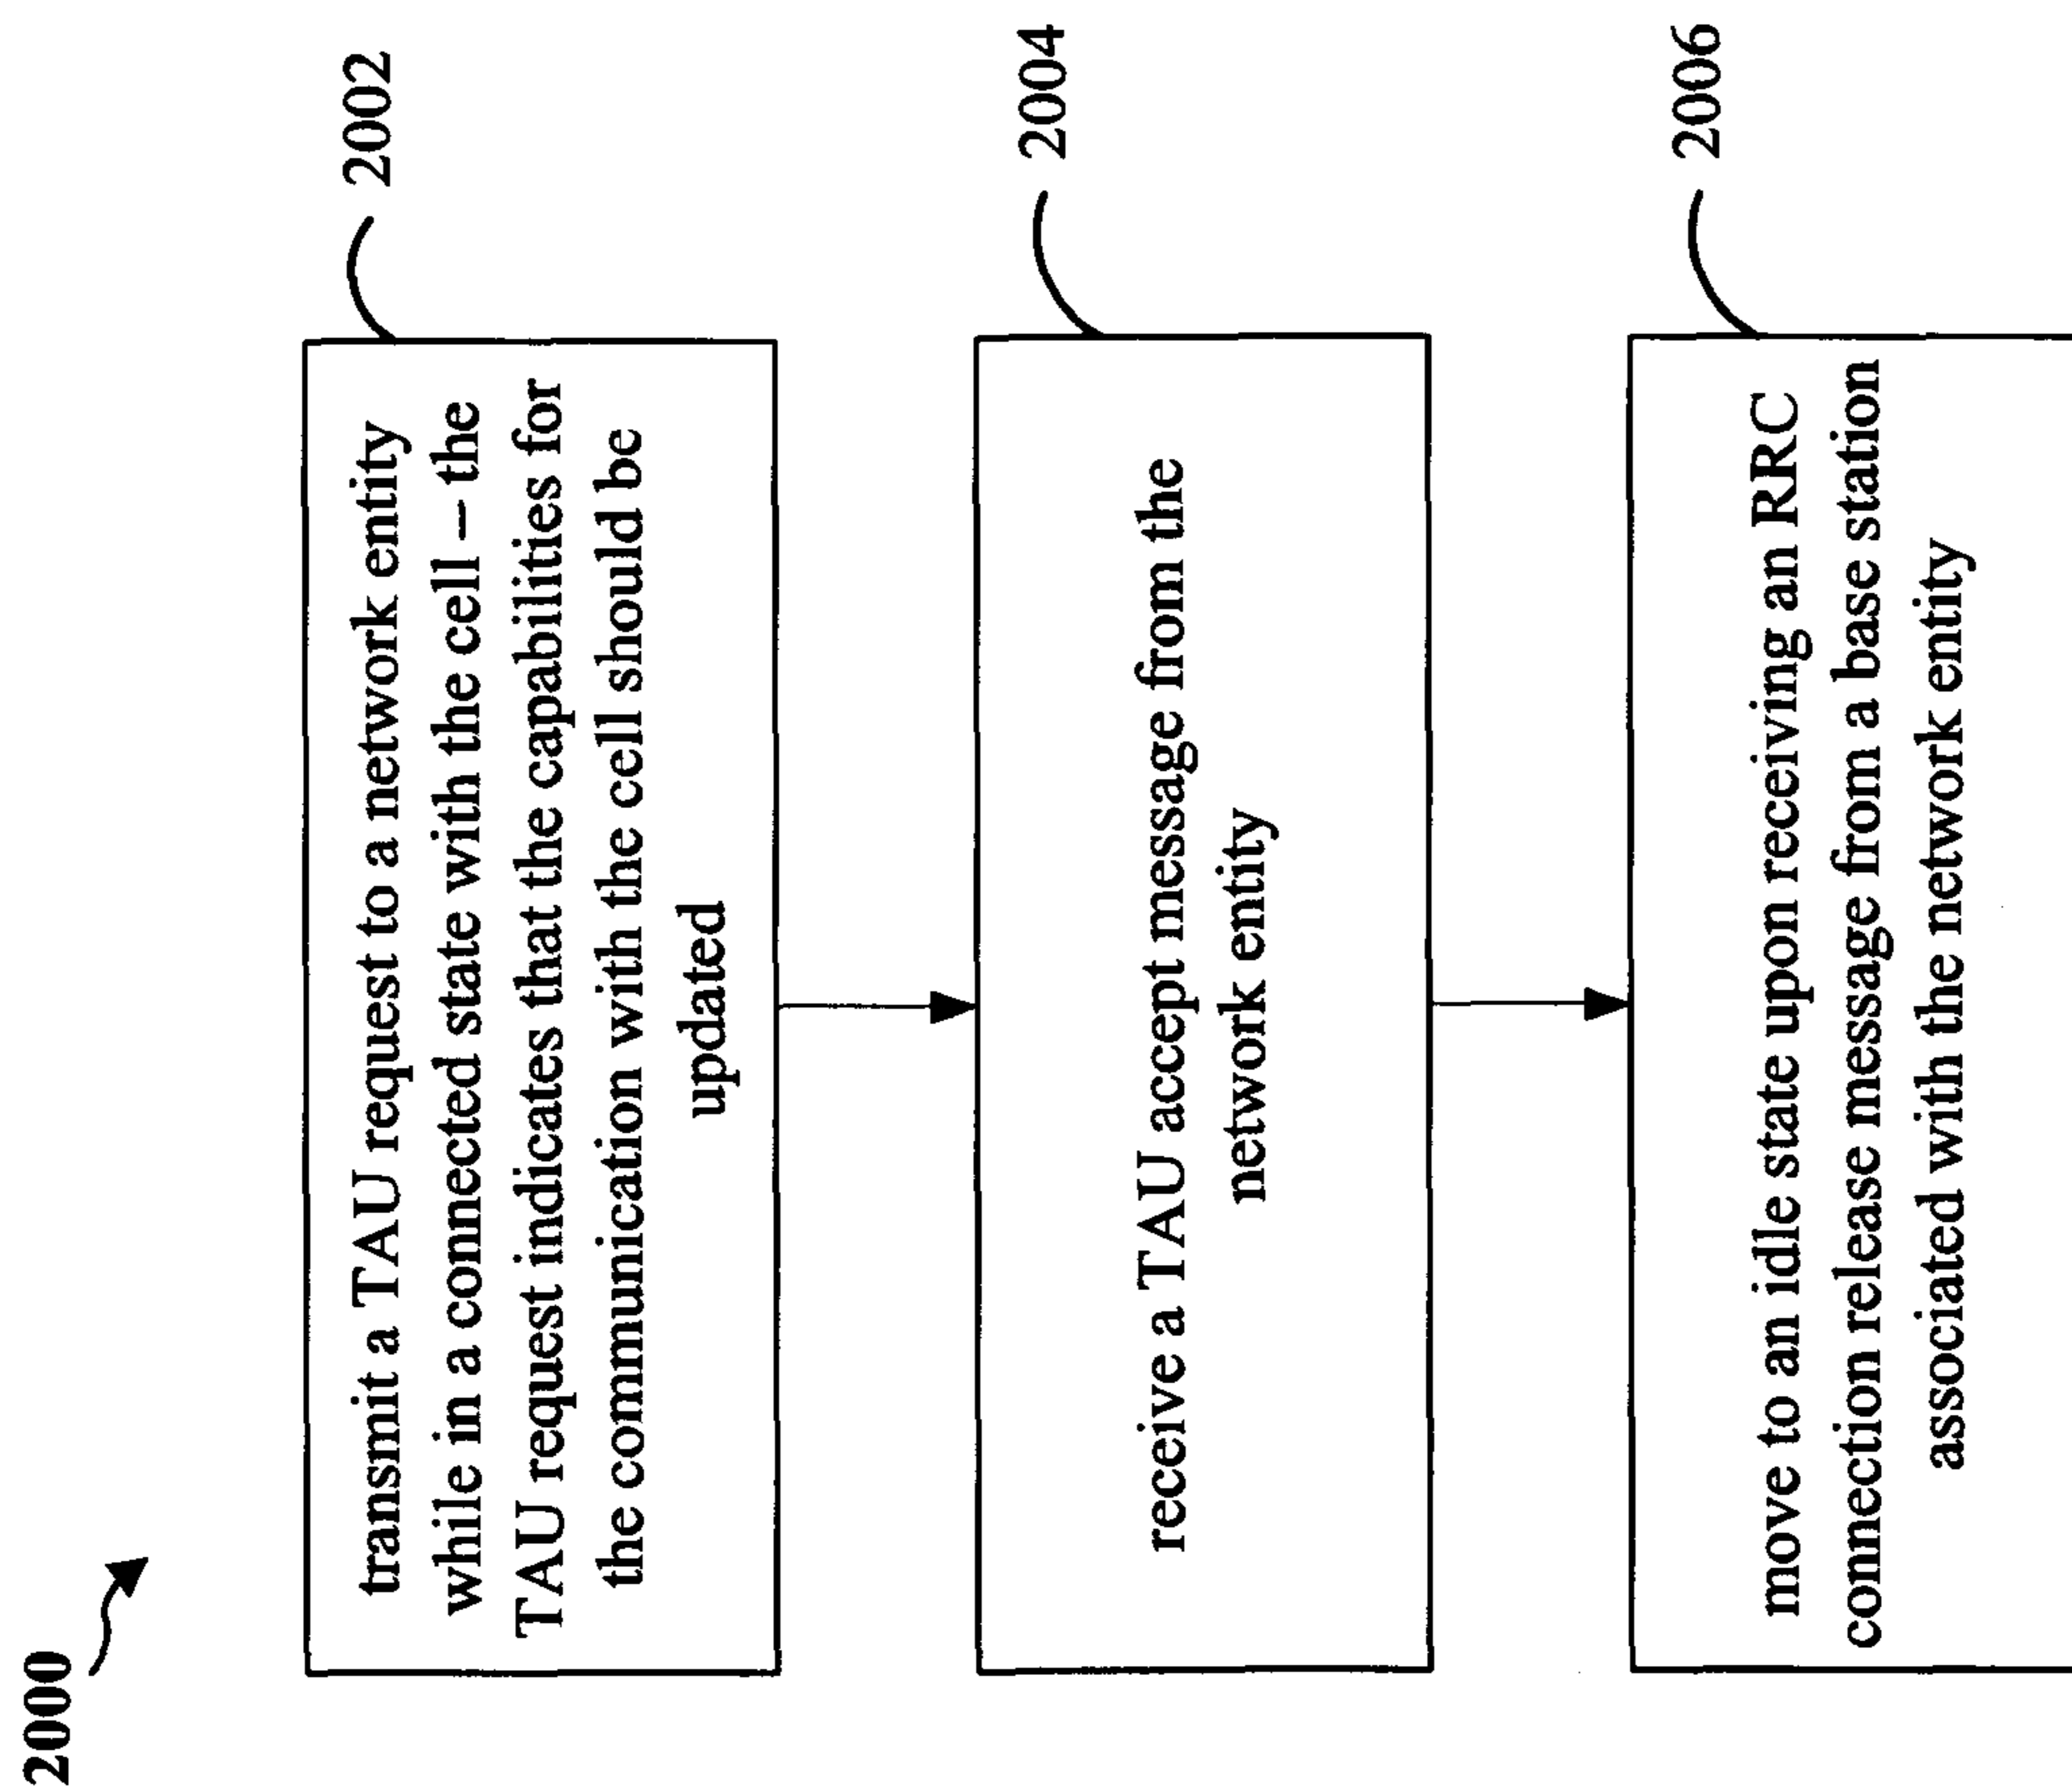 2000
2002
transmit a TAU request to a network entity
while in a connected state with the cell – the
TAU request indicates that the capabilities for
the communication with the cell should be
updated
2004
receive a TAU accept message from the
network entity
2006
move to an idle state upon receiving an RRC
connection release message from a base station
associated with the network entity